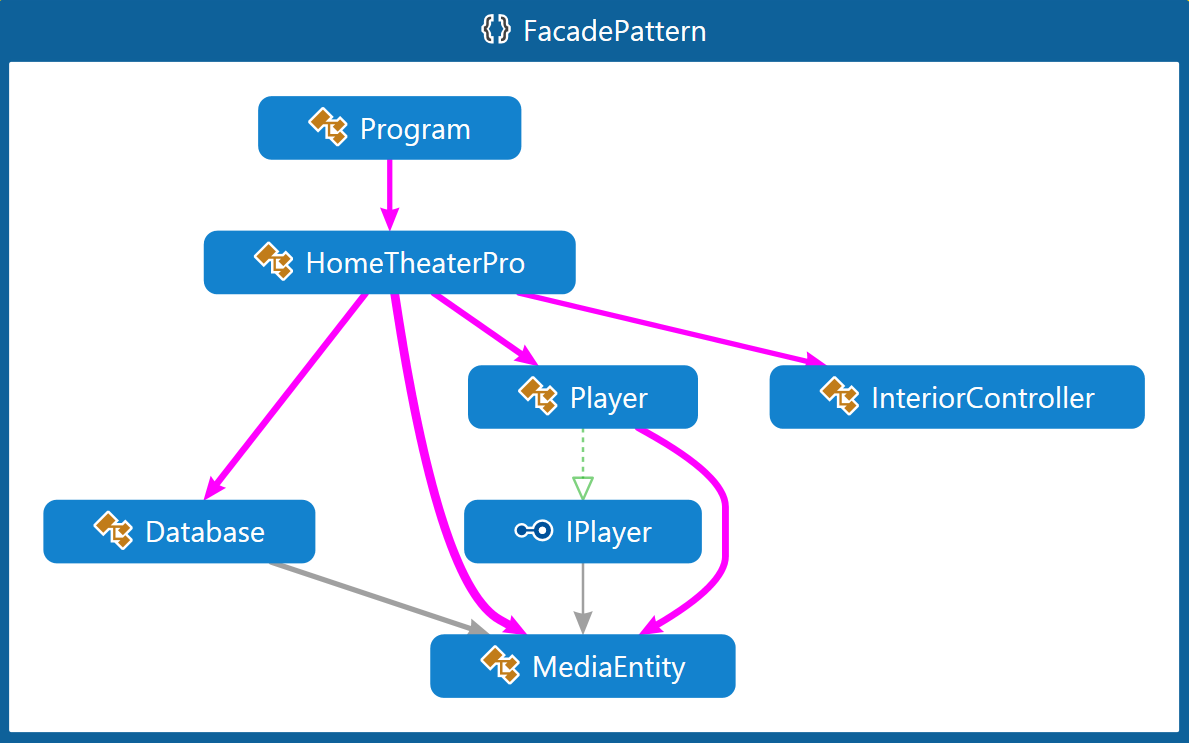 FacadePattern
Program
HomeTheaterPro
Player
InteriorController
Database
IPlayer
MediaEntity